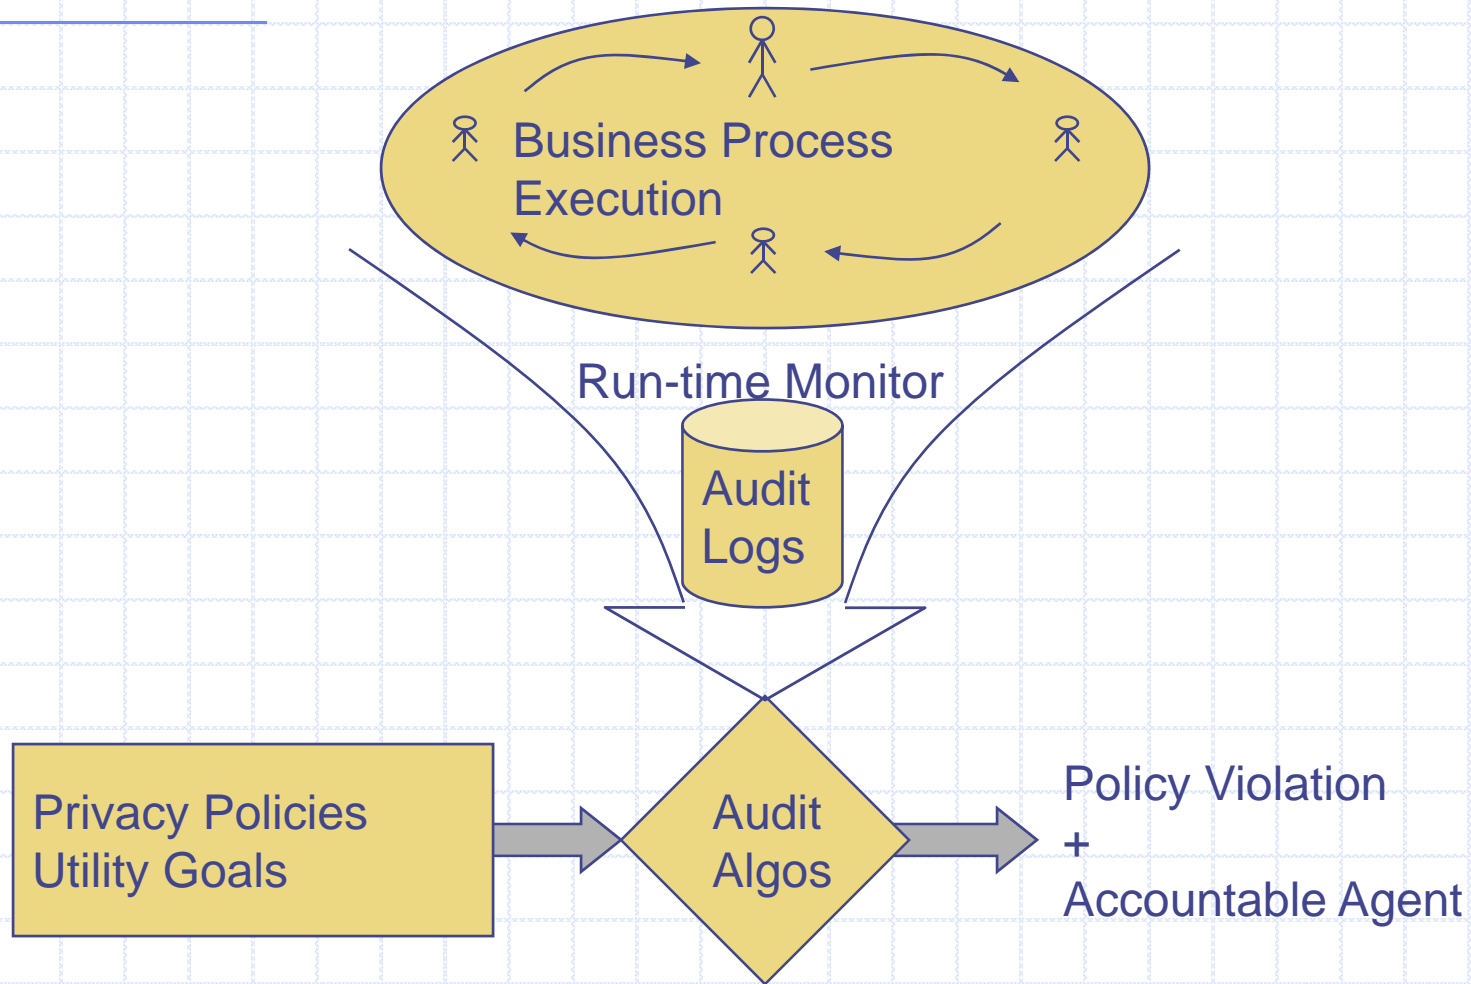 Business Process
Execution
Run-time Monitor
Audit
Logs
Privacy Policies
Utility Goals
Audit
Algos
Policy Violation
+
Accountable Agent